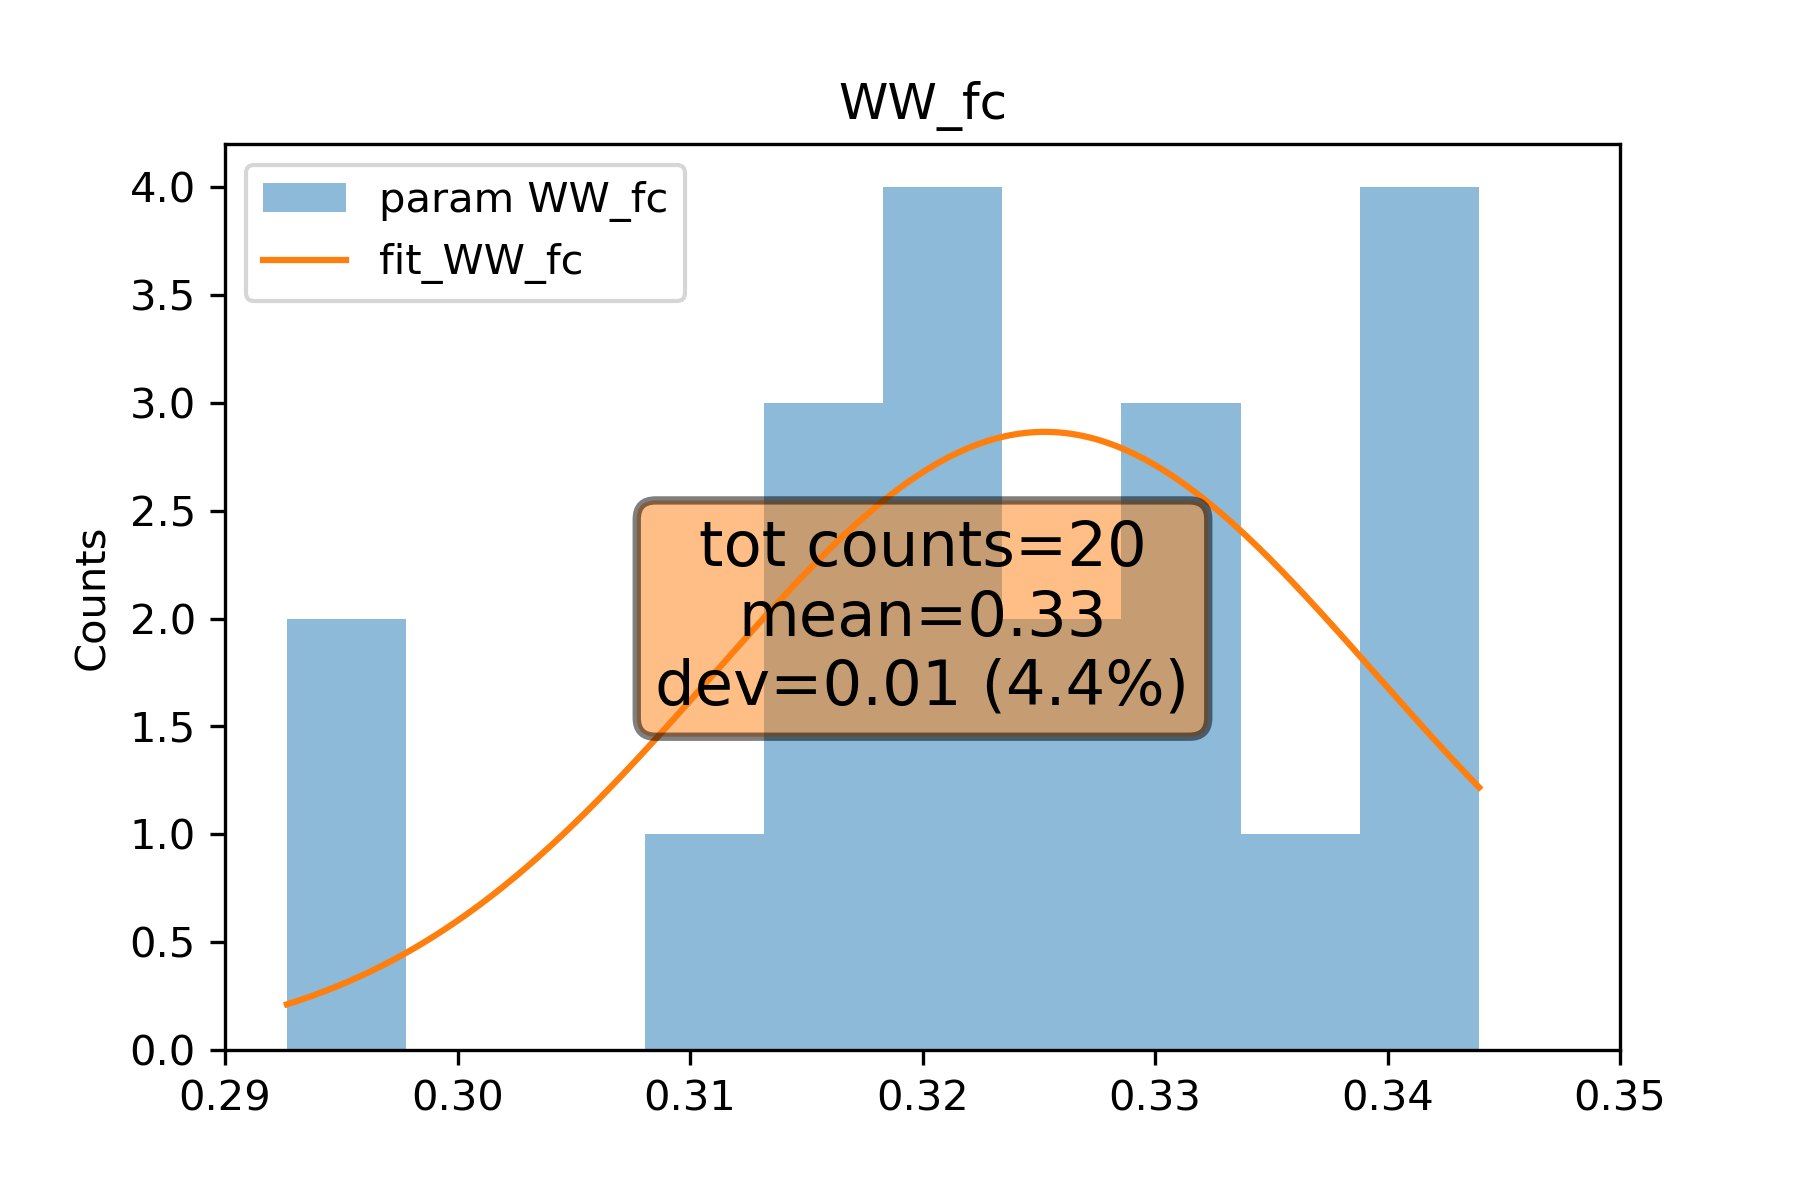 WW_fc
param WW_fc
fit_WW_fc
4.0
3.5
3.0
2.5
2.0
1.5
1.0
0.5
0.0
Counts
tot counts=20
mean=0.33
dev=0.01 (4.4%)
0.29 0.30 0.31 0.32 0.33 0.34 0.35